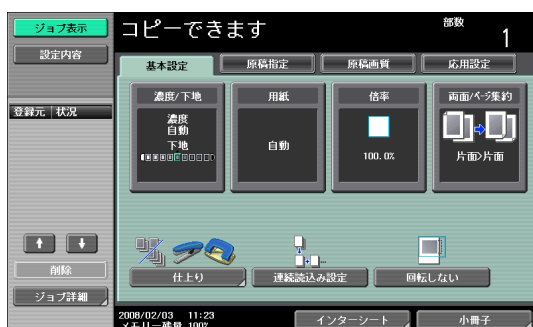 ジョブ表示
コピーできます
部数
1
設定内容
基本設定
原稿指定
原稿画質
応用設定
濃度/下地
用紙
倍率
両面/ページ集約
登録元
状況
濃度
自動
下地
自動
100.0%
片面>片面
削除
仕上り
連続読込み設定
回転しない
ジョブ詳細
2008/02/03 11:23
メモリー残量 100%
インターシート
小冊子